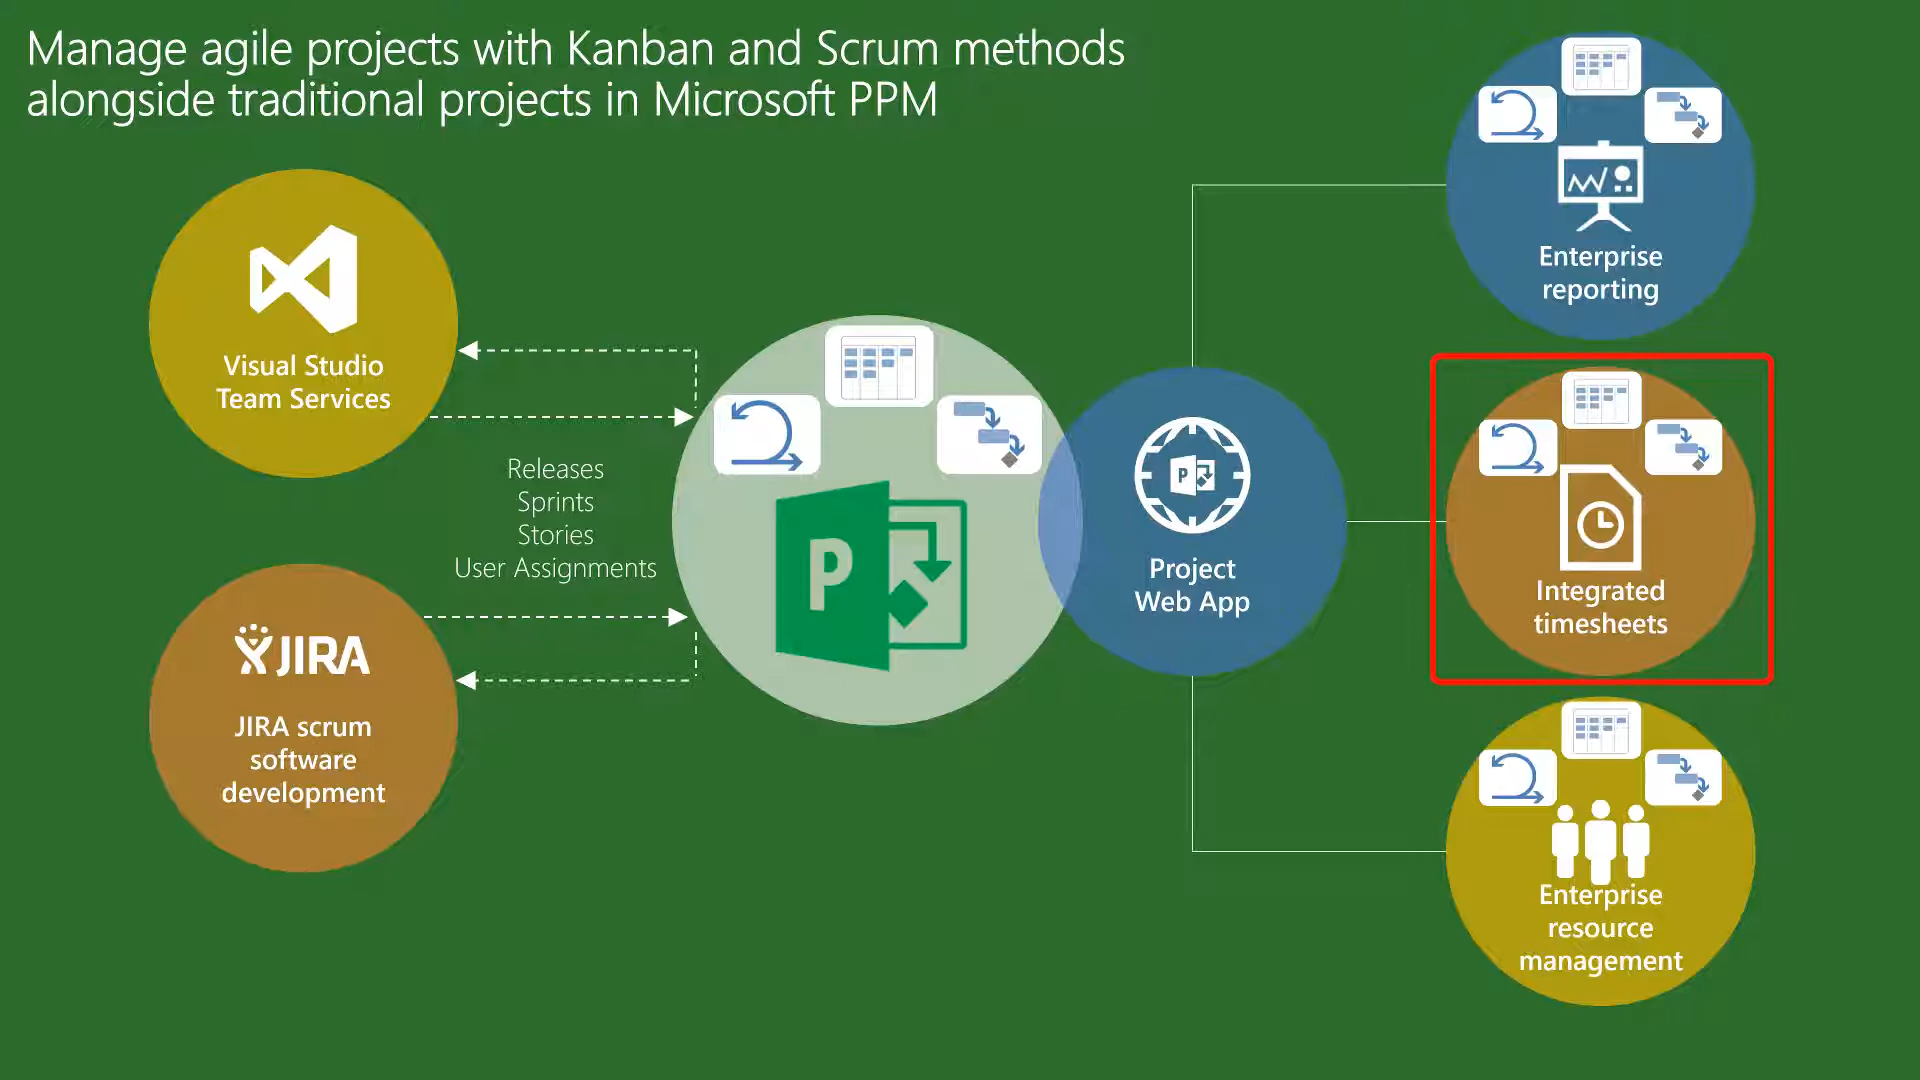 Manage agile projects with Kanban and Scrum methods
alongside traditional projects in Microsoft PPM
Visual Studio
Team Services
Releases
Sprints
Stories
User Assignments
JIRA
JIRA scrum
software
development
P
P
Project
Web App
Enterprise
reporting
Integrated
timesheets
Enterprise
resource
management